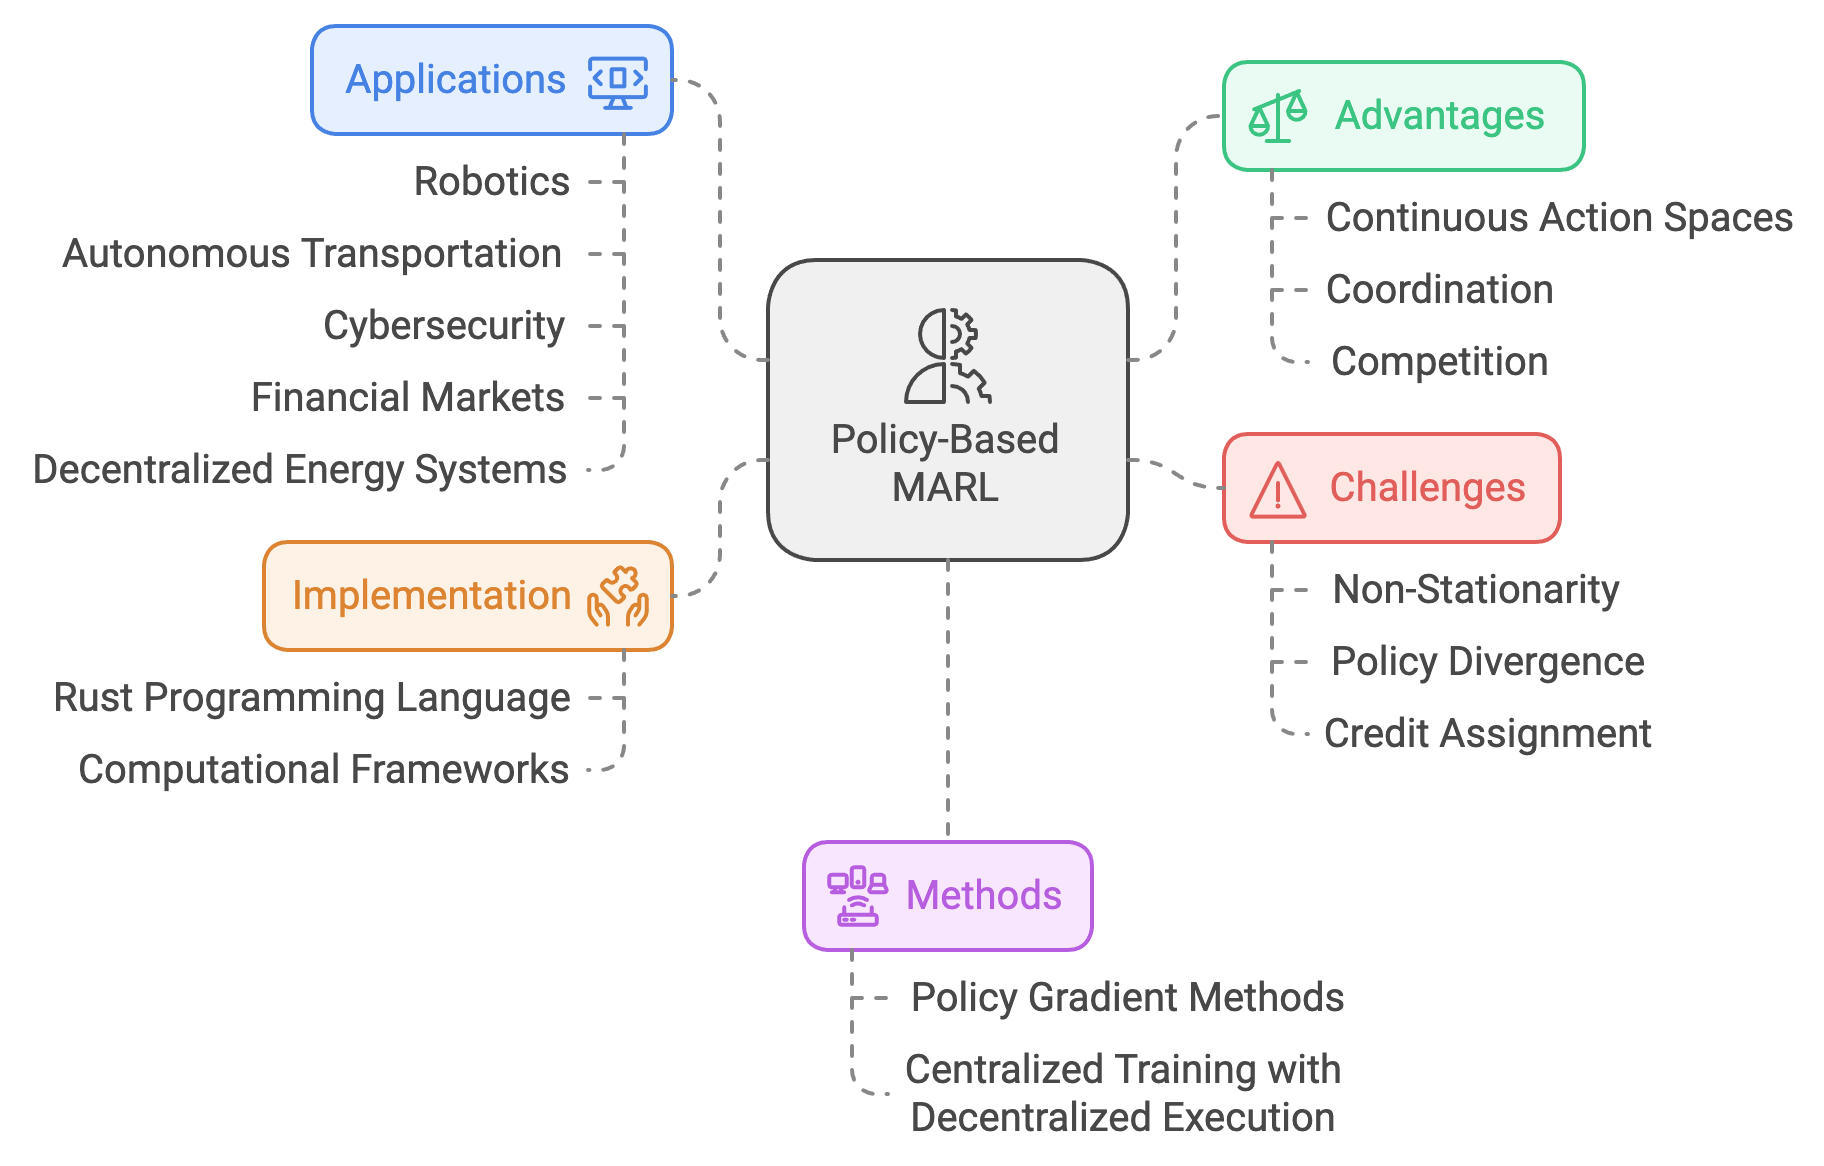 Applications
Robotics
Autonomous Transportation
Cybersecurity
Financial Markets
Decentralized Energy Systems
Implementation
Rust Programming Language
Computational Frameworks
Policy-Based
MARL
Advantages
Continuous Action Spaces
Coordination
Competition
Challenges
Non-Stationarity
Policy Divergence
Credit Assignment
Methods
Policy Gradient Methods
Centralized Training with
Decentralized Execution